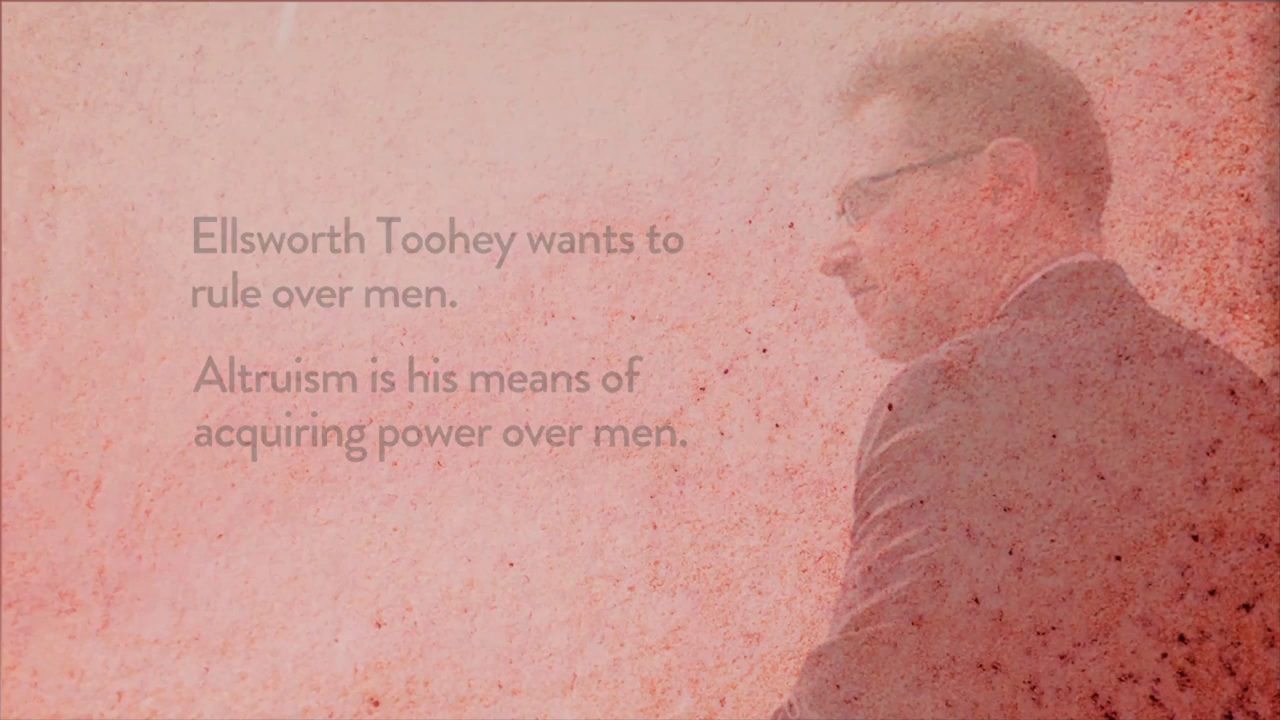 Ellsworth Toohey wants to
rule over men.
Altruism is his means of
acquiring power over men.